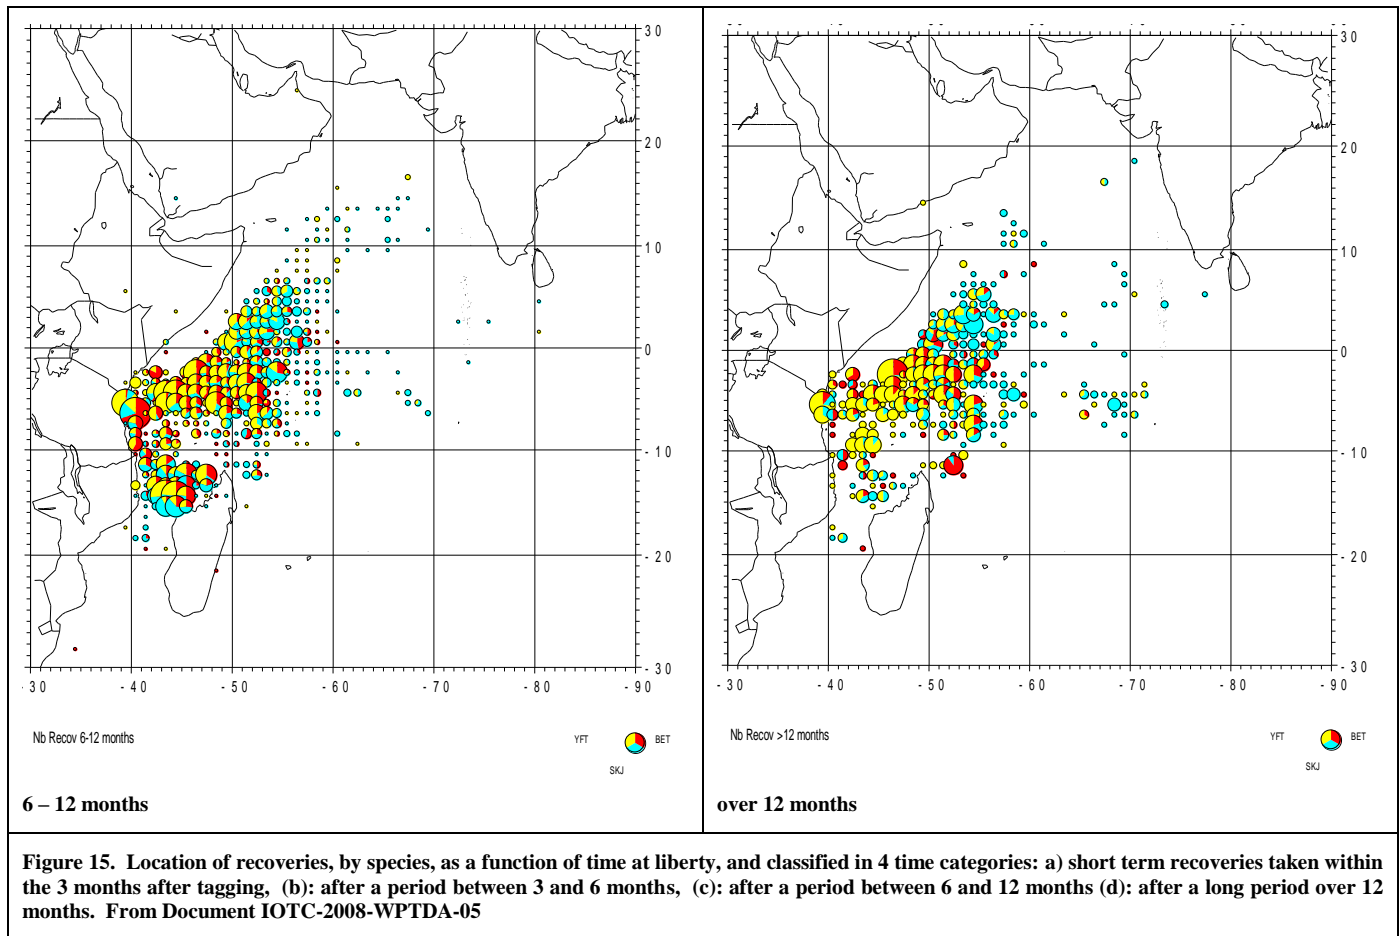 30
20
10
0
- 10
- 20
- 30
- 30
- 40
- 50
- 60
- 70
- 80
- 90
Nb Recov 6-12 months
YFT
BET
SKJ
6 – 12 months
30
20
10
0
- 10
- 20
- 30
- 30
- 40
- 50
- 60
- 70
- 80
- 90
Nb Recov >12 months
YFT
BET
SKJ
over 12 months
Figure 15. Location of recoveries, by species, as a function of time at liberty, and classified in 4 time categories: a) short term recoveries taken within
the 3 months after tagging, (b): after a period between 3 and 6 months, (c): after a period between 6 and 12 months (d): after a long period over 12
months. From Document IOTC-2008-WPTDA-05